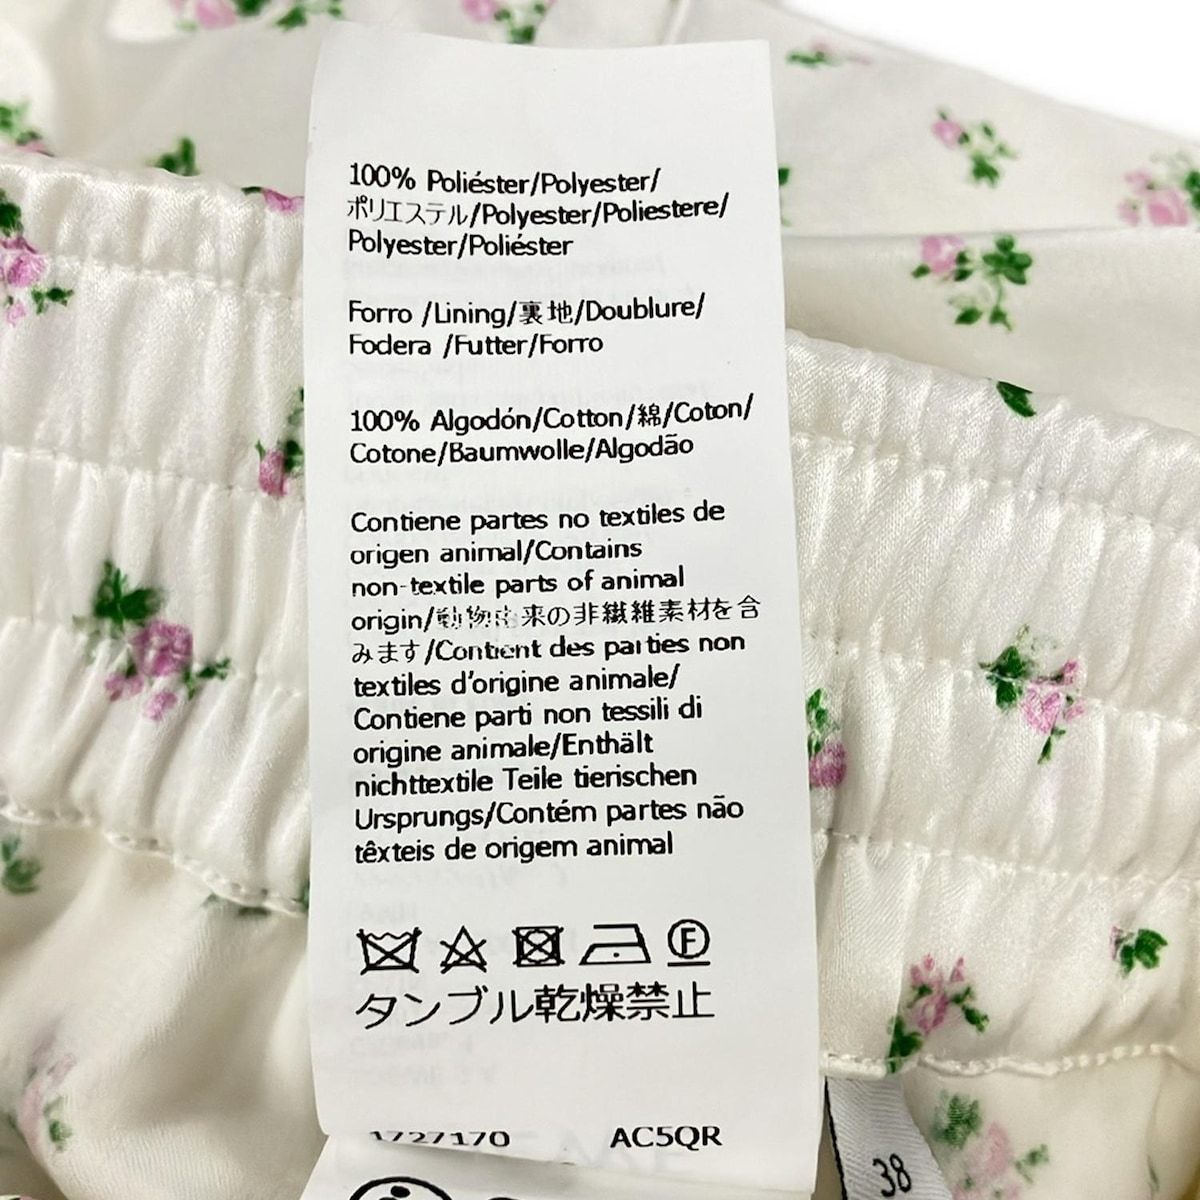 100% Poliéster/Polyester/
ポリエステル/Polyester/Poliestere/
Polyester/Poliéster
Forro /Lining/裏地/Doublure/
Fodera /Futter/Forro
100% Algodón/Cotton/綿/Coton/
Cotone/Baumwolle/Algodão
Contiene partes no textiles de
origen animal/Contains
non-textile parts of animal
origin/動物由来の非繊維素材を含
みます/Contient des parties non
textiles d'origine animale/
Contiene parti non tessili di
origine animale/Enthält
nichttextile Teile tierischen
Ursprungs/Contém partes não
têxteis de origem animal
F
タンブル乾燥禁止
1727170 AC5QR
38